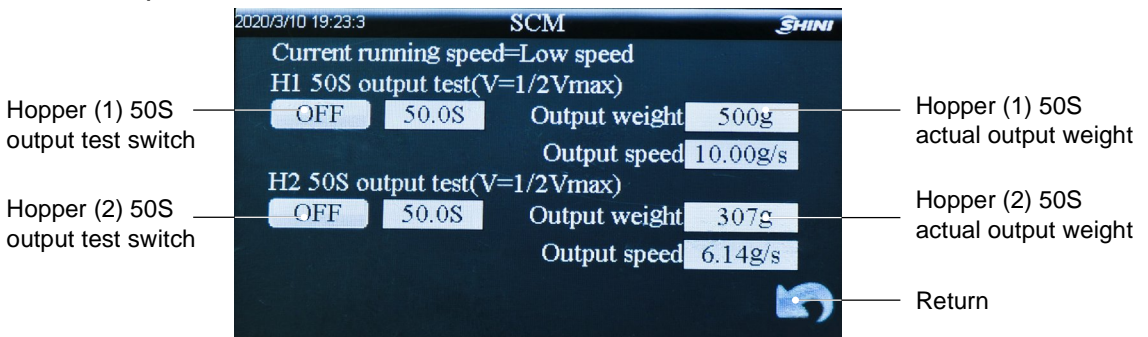 2020/3/10 19:23:3 SCM SHINI
Current running speed=Low speed
H1 50S output test(V=1/2Vmax)
OFF 50.0S Output weight 500g
Output speed 10.00g/s
H2 50S output test(V=1/2Vmax)
OFF 50.0S Output weight 307g
Output speed 6.14g/s
Hopper (1) 50S
output test switch
Hopper (2) 50S
output test switch
Hopper (1) 50S
actual output weight
Hopper (2) 50S
actual output weight
Return